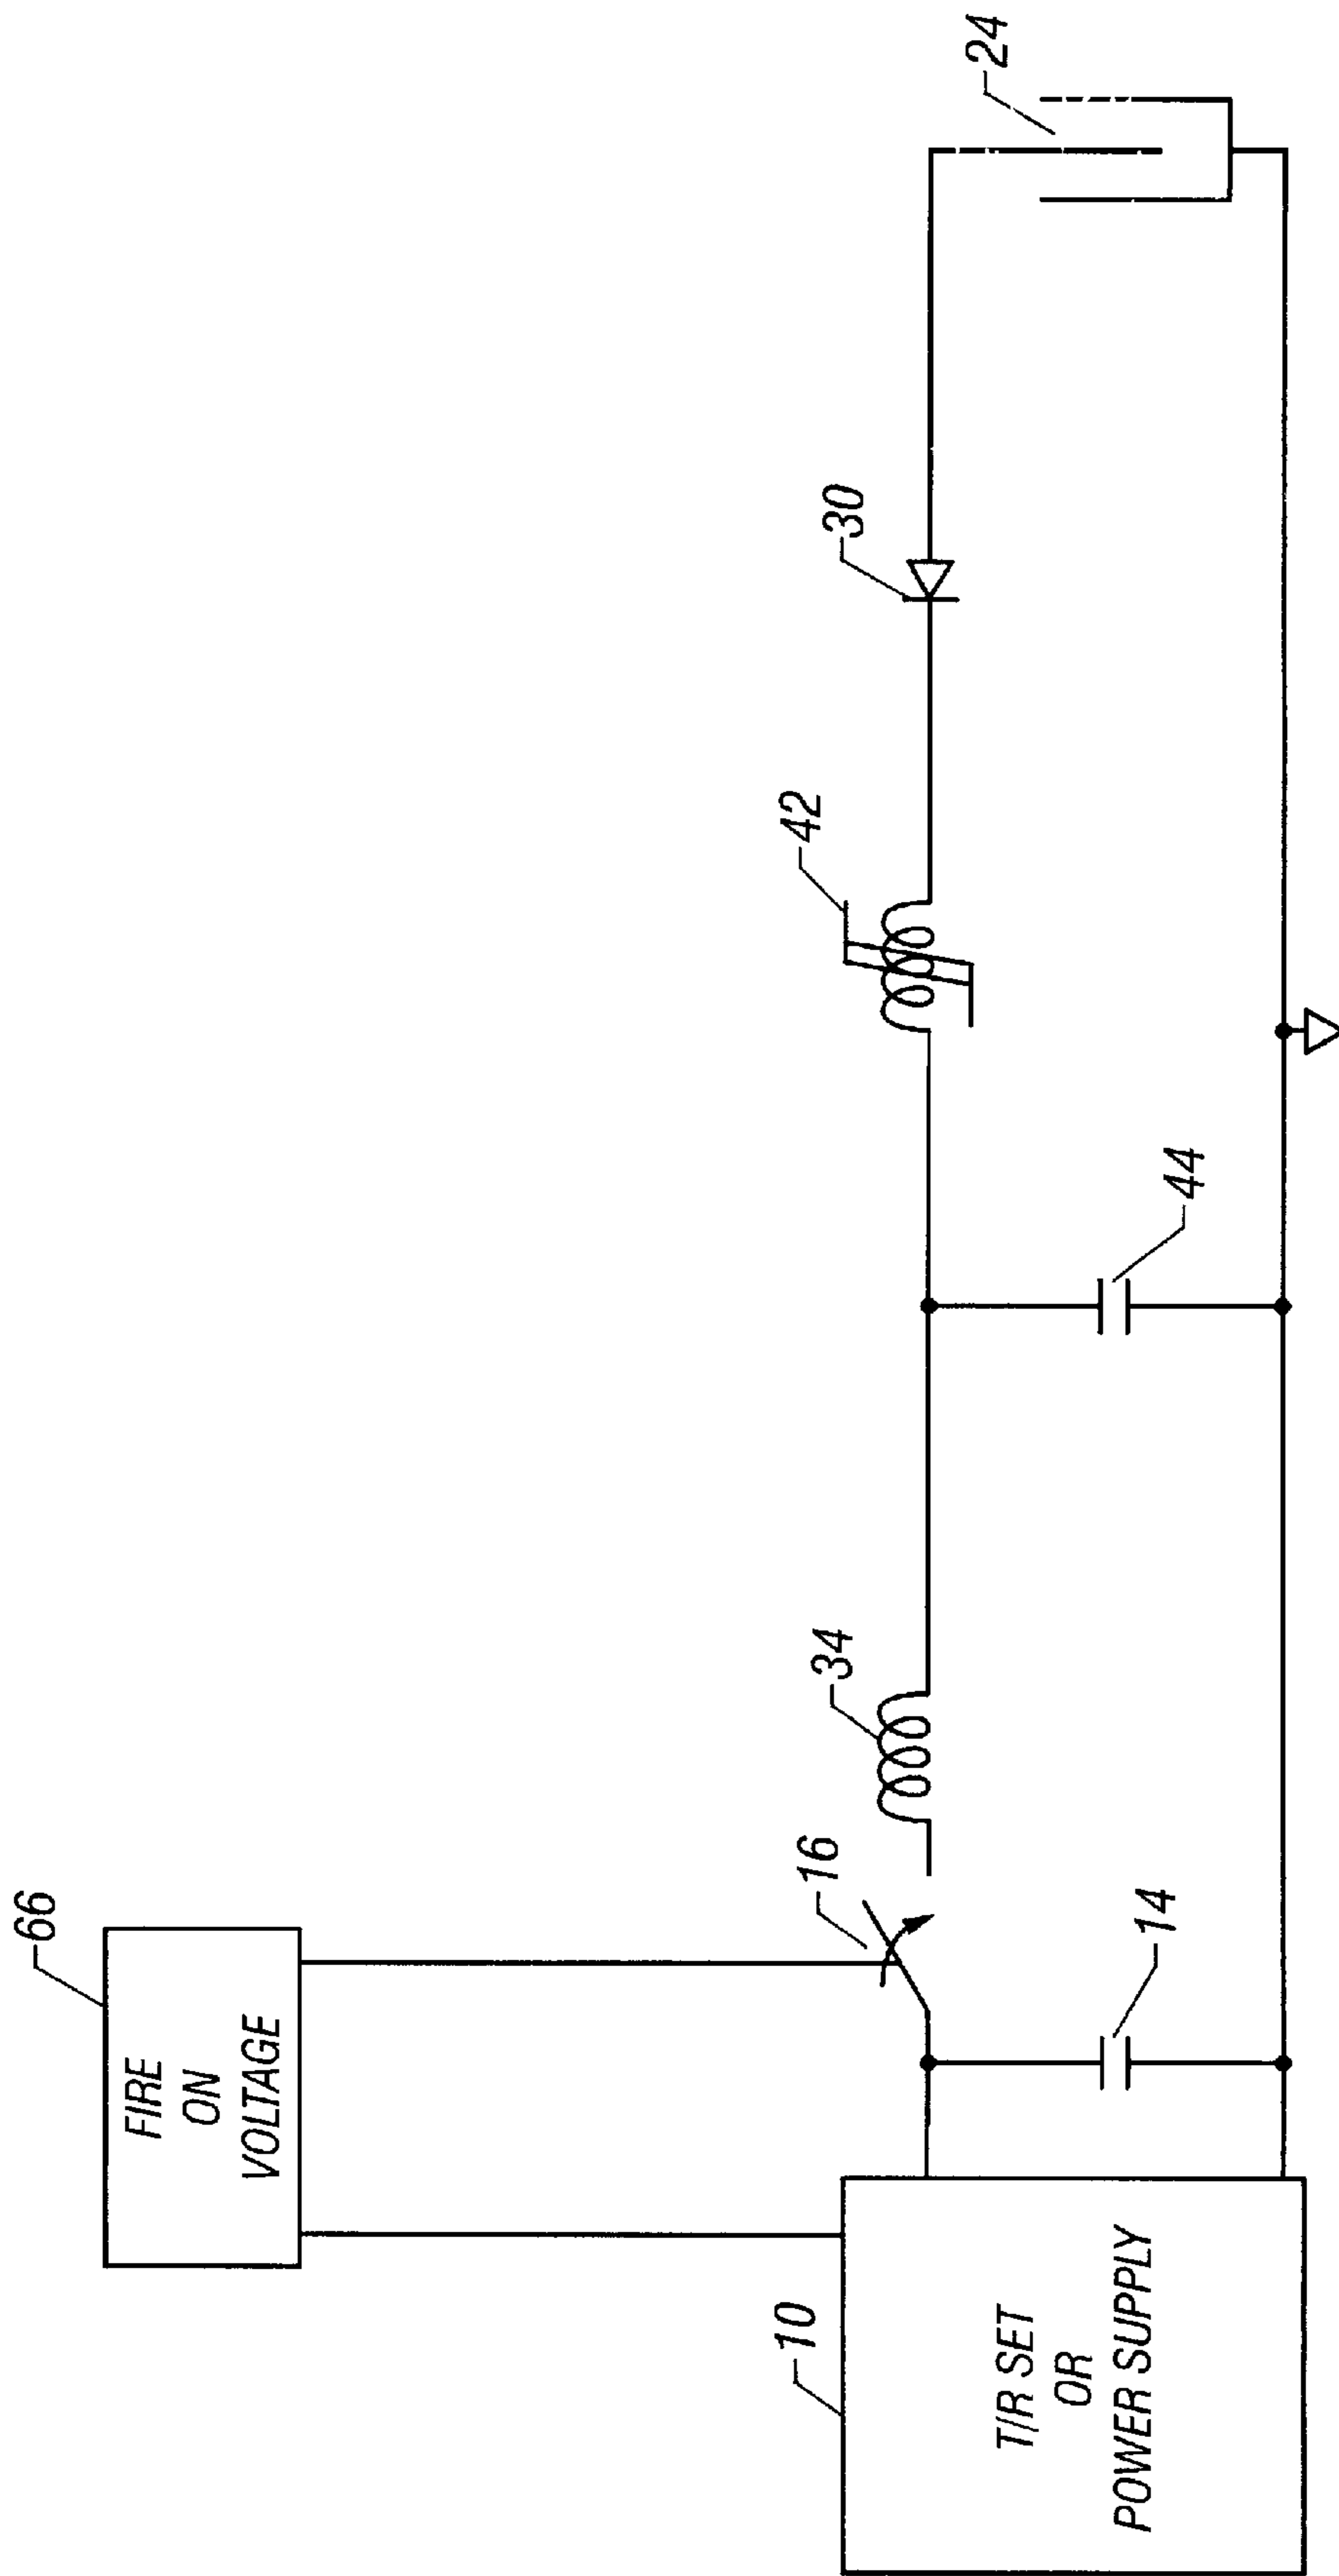 66
FIRE
ON
VOLTAGE
10
T/R SET
OR
POWER SUPPLY
16
14
34
44
42
30
24